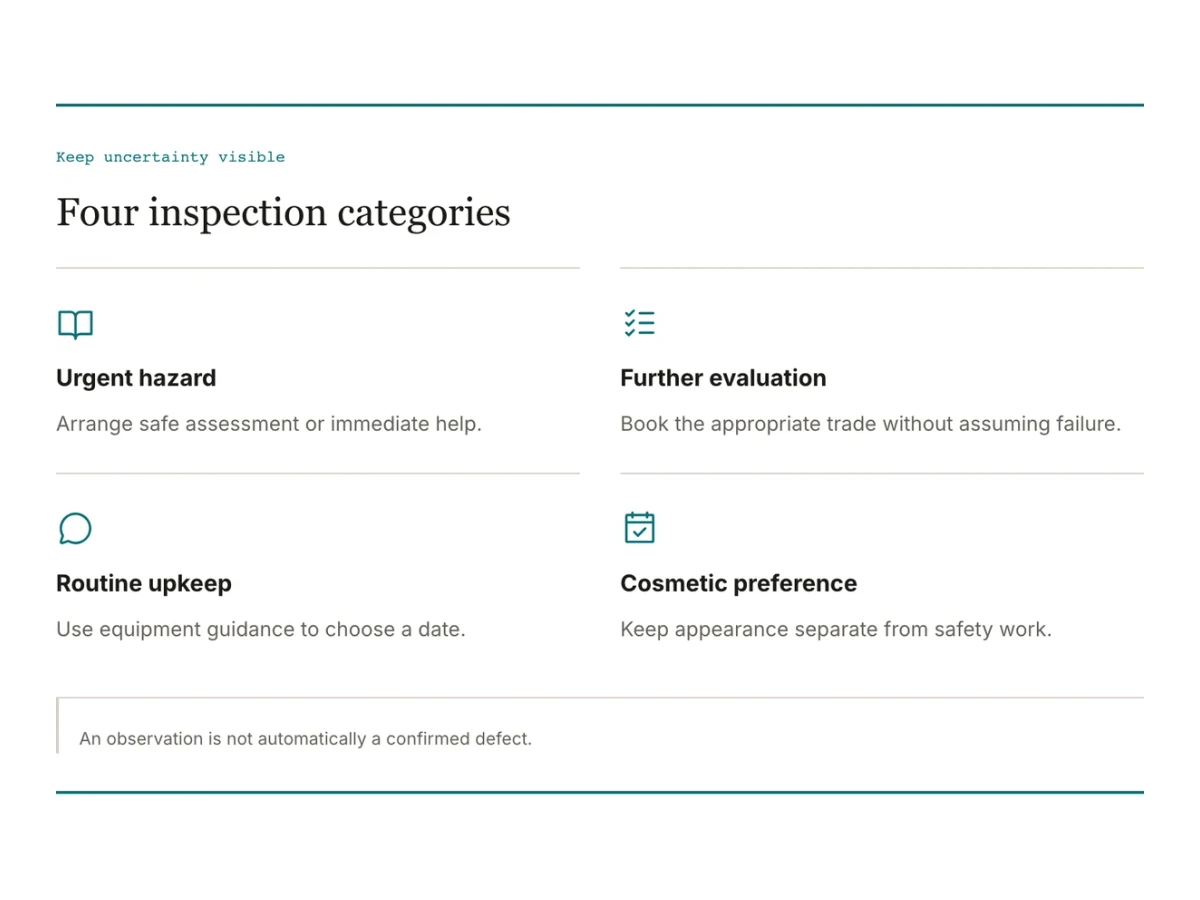 Keep uncertainty visible
Four inspection categories
Urgent hazard
Arrange safe assessment or immediate help.
Further evaluation
Book the appropriate trade without assuming failure.
Routine upkeep
Use equipment guidance to choose a date.
Cosmetic preference
Keep appearance separate from safety work.
An observation is not automatically a confirmed defect.